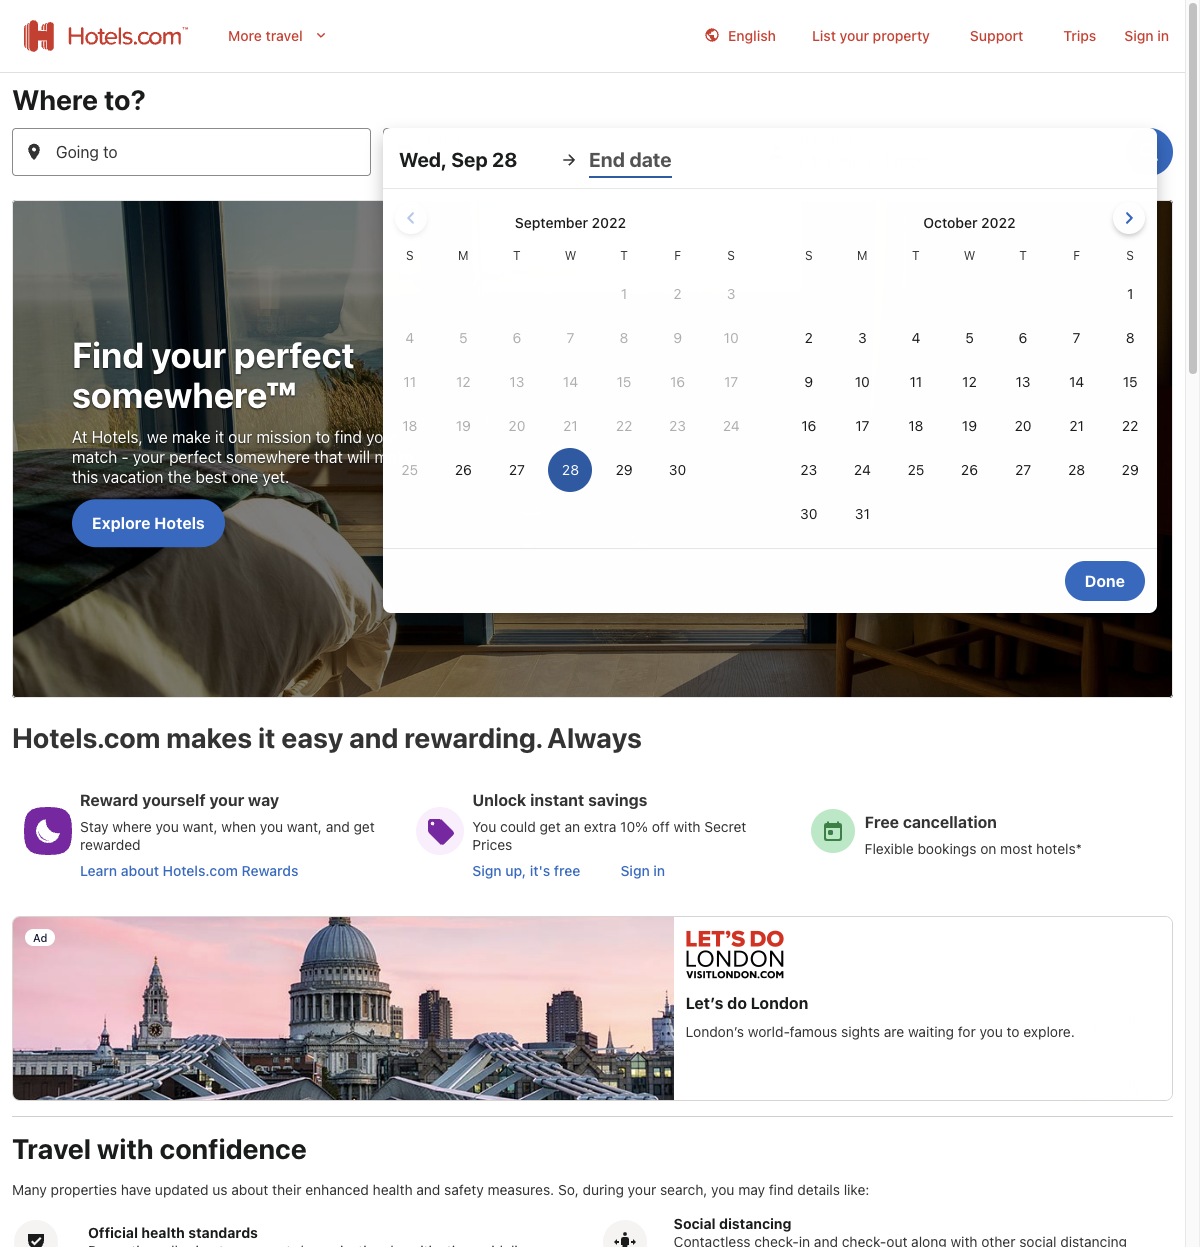 Hotels.com™
More travel
English
List your property
Support
Trips
Sign in
Where to?
Going to
Wed, Sep 28
End date
September 2022
S M T W T F S
1 2 3
4 5 6 7 8 9 10
11 12 13 14 15 16 17
18 19 20 21 22 23 24
25 26 27 28 29 30
October 2022
S M T W T F S
1
2 3 4 5 6 7 8
9 10 11 12 13 14 15
16 17 18 19 20 21 22
23 24 25 26 27 28 29
30 31
Done
Find your perfect
somewhere™
At Hotels, we make it our mission to find yo
match - your perfect somewhere that will
this vacation the best one yet.
Explore Hotels
Hotels.com makes it easy and rewarding. Always
Reward yourself your way
Stay where you want, when you want, and get
rewarded
Learn about Hotels.com Rewards
Unlock instant savings
You could get an extra 10% off with Secret
Prices
Sign up, it's free
Sign in
Free cancellation
Flexible bookings on most hotels*
Ad
LET'S DO
LONDON
VISITLONDON.COM
Let's do London
London's world-famous sights are waiting for you to explore.
Travel with confidence
Many properties have updated us about their enhanced health and safety measures. So, during your search, you may find details like:
Official health standards
Social distancing
Contactless check-in and check-out along with other social distancing